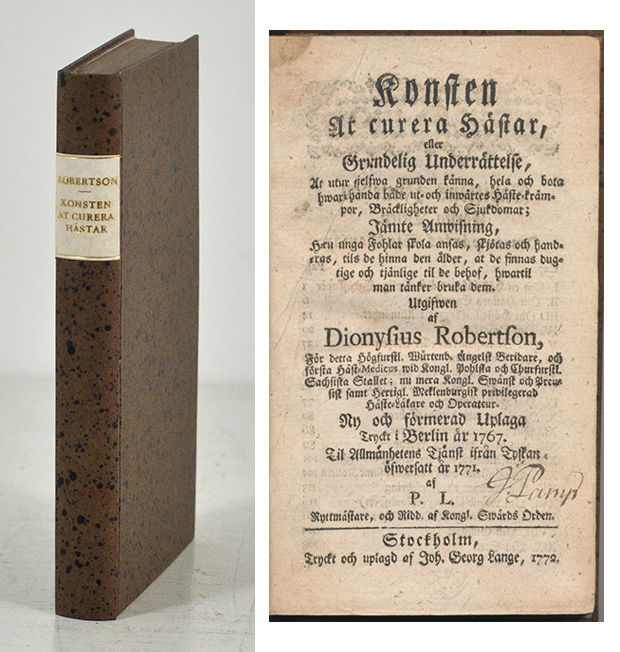 ROBERTSON
KONSTEN
AT CURERA
HÄSTAR
Konsten
At curera Hästar,
eller
Grundelig Underrättelse,
At utur sjelfwa grunden känna, hela och bota
hwarjehanda både ut- och inwärtes Häste-kräm-
por, Bräckligheter och Sjukdomar;
Jämte Anwisning,
Huru unga Fohlar skola ansas, skjötas och hand-
teras, tils de hinna den ålder, at de finnas dug-
tige och tjänlige til de behof, hwartil
man tänker bruka dem.
Utgifwen
af
Dionysius Robertson,
För detta Högfurstl. Würtenb. Angelst Beridare, och
första Häst-Medicus wid Kongl. Pohlska och Churfurstl.
Sachsiska Stallet; nu mera Kongl. Swänsk och Preus-
sisk samt Hertigl. Meklenburgisk privilegerad
Häste-Läkare och Operateur.
Ny och förmerad Uplaga
Tryckt i Berlin år 1767.
Til Allmänhetens Tjänst ifrån Tyskan
öfwersatt år 1771.
af
P. L.
Ryttmästare, och Ridd. af Kongl. Swärds Orden.
Stockholm,
Tryckt och uplagd af Joh. Georg Lange, 1772.